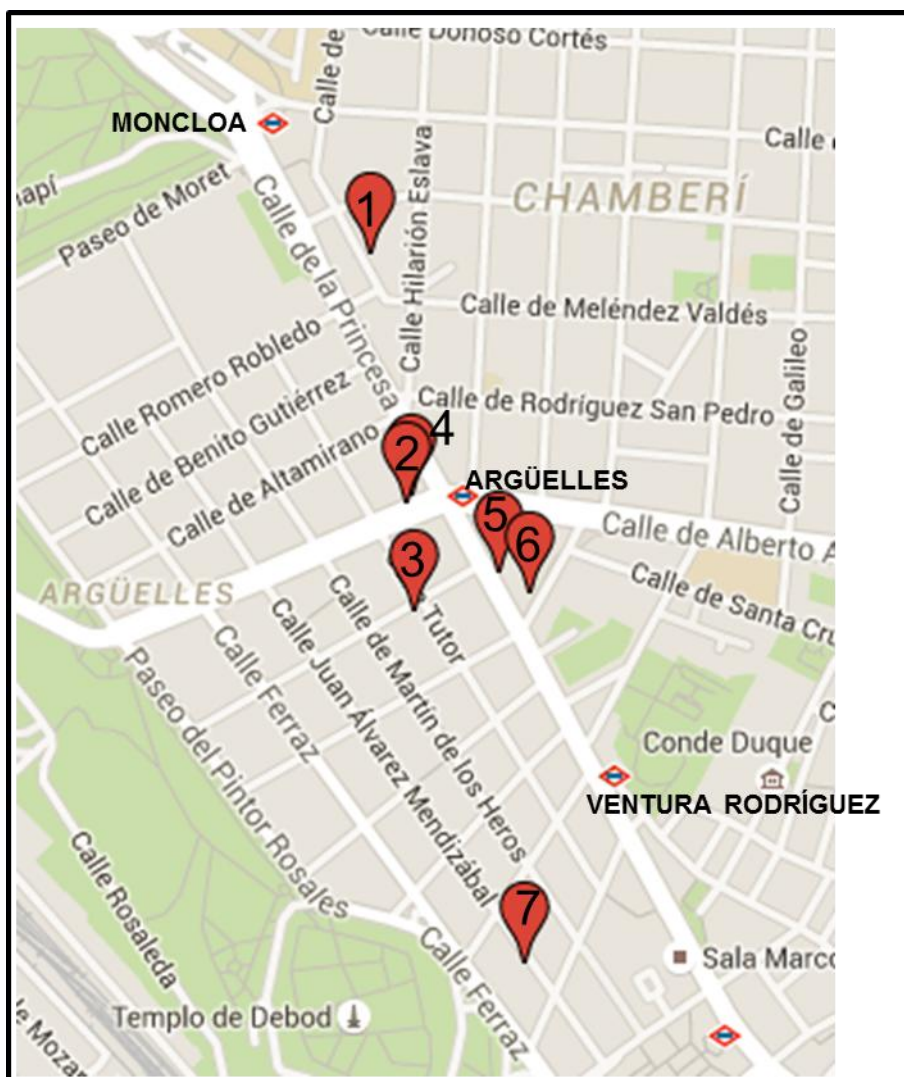 Calle Donoso Cortés
Calle de
MONCLOA
Calle
CHAMBERÍ
Paseo de Moret
1
Calle Hilarión Eslava
Calle de la Princesa
Calle de Meléndez Valdés
Calle de Galileo
Calle Romero Robledo
Calle de Benito Gutiérrez
Calle de Rodríguez San Pedro
Calle de Altamirano
4
2
ARGÜELLES
5
Calle de Alberto A
6
3
ARGÜELLES
Calle de Santa Cru
Tutor
Calle de Martín de los Heros
Calle Juan Álvarez Mendizábal
Calle Ferraz
Paseo del Pintor Rosales
Conde Duque
VENTURA RODRÍGUEZ
Calle Rosaleda
7
Calle Ferraz
Sala Marco
Templo de Debod
le Mozar